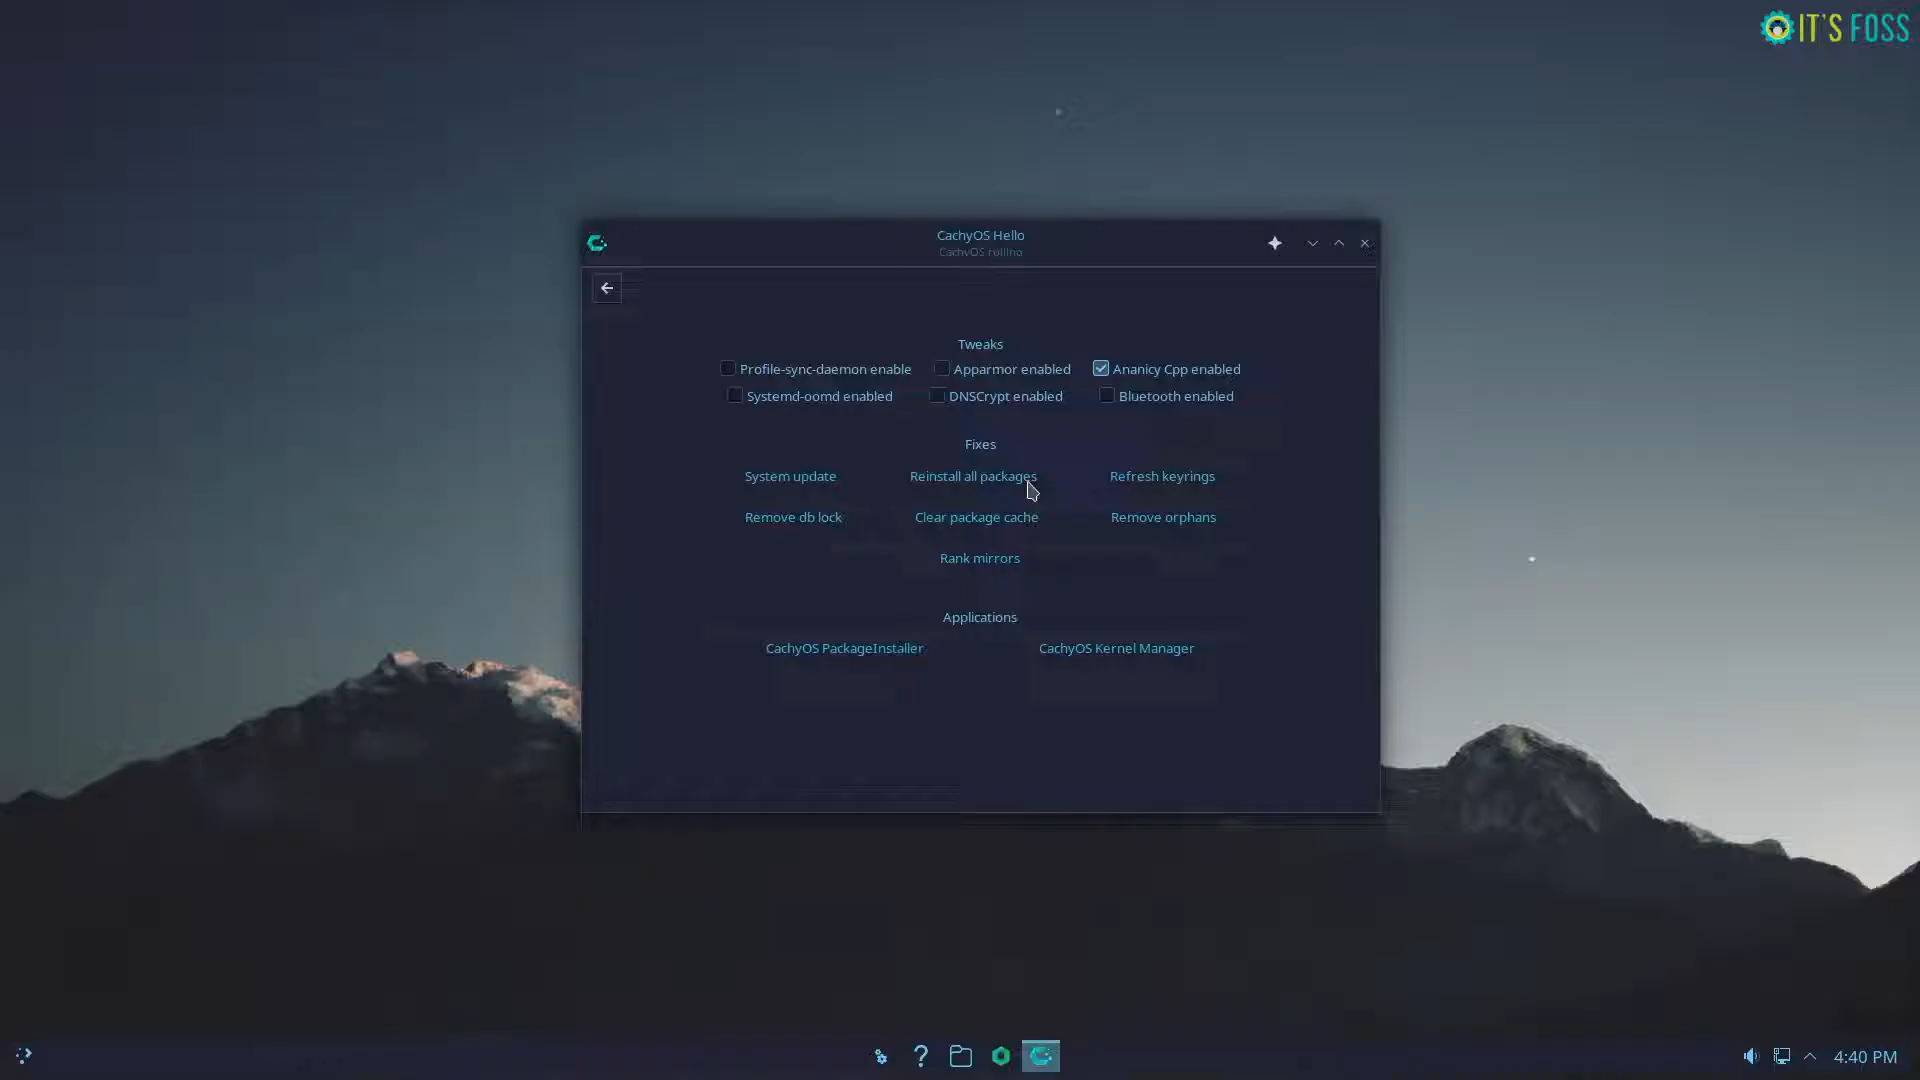 IT'S FOSS
CachyOS Hello
CachyOS rolling
Tweaks
Profile-sync-daemon enable Apparmor enabled Ananicy Cpp enabled
Systemd-oomd enabled DNSCrypt enabled Bluetooth enabled
Fixes
System update Reinstall all packages Refresh keyrings
Remove db lock Clear package cache Remove orphans
Rank mirrors
Applications
CachyOS PackageInstaller CachyOS Kernel Manager
4:40 PM